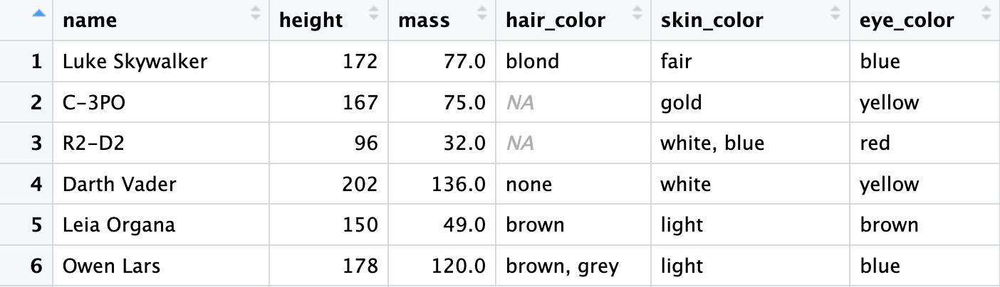 name height mass hair_color skin_color eye_color
1 Luke Skywalker 172 77.0 blond fair blue
2 C-3PO 167 75.0 NA gold yellow
3 R2-D2 96 32.0 NA white, blue red
4 Darth Vader 202 136.0 none white yellow
5 Leia Organa 150 49.0 brown light brown
6 Owen Lars 178 120.0 brown, grey light blue